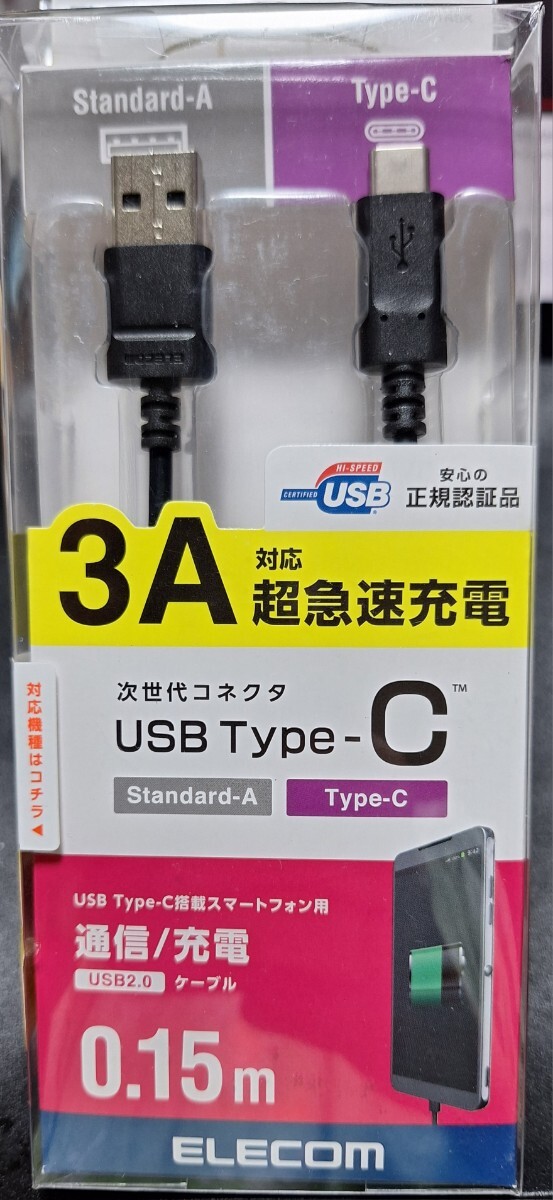 Standard-A
Type-C
ELECOM
HI-SPEED
CERTIFIED
USB
安心の
正規認証品
3A
対応
超急速充電
次世代コネクタ
USB Type-C™
Standard-A
Type-C
対応機種はコチラ◀
USB Type-C搭載スマートフォン用
通信/充電
USB2.0 ケーブル
0.15m
ELECOM